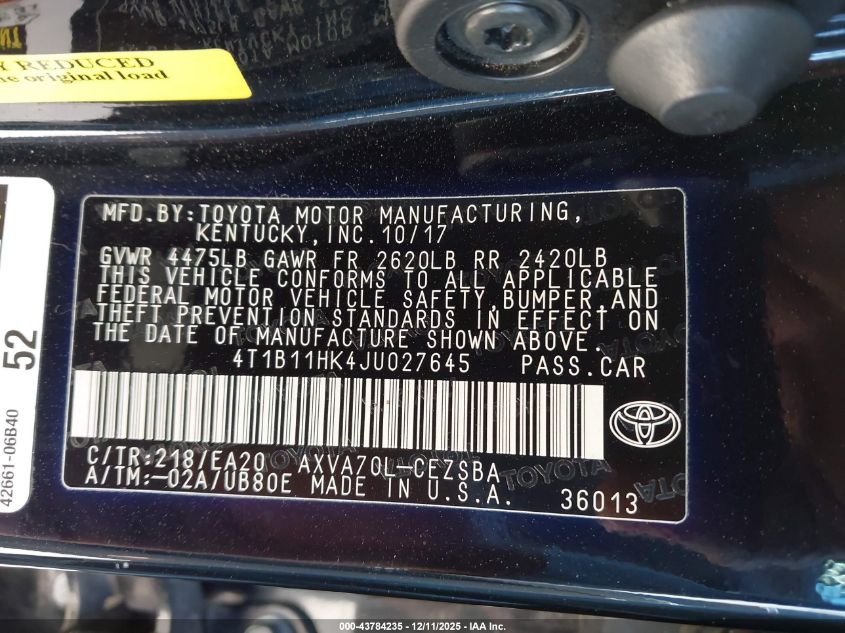 REDUCED
original load
MFD.BY:TOYOTA MOTOR MANUFACTURING,
KENTUCKY,INC.10/17
GVWR 4475LB GAWR FR 2620LB RR 2420LB
THIS VEHICLE CONFORMS TO ALL APPLICABLE
FEDERAL MOTOR VEHICLE SAFETY,BUMPER,AND
THEFT PREVENTION STANDARDS IN EFFECT ON
THE DATE OF MANUFACTURE SHOWN ABOVE.
4T1B11HK4JU027645 PASS.CAR
C/TR:218/EA20 AXVA70L-CEZSBA
A/TM:-02A/UB80E MADE IN U.S.A. 36013
52
42661-06B40
000-43784235 - 12/11/2025 - IAA Inc.